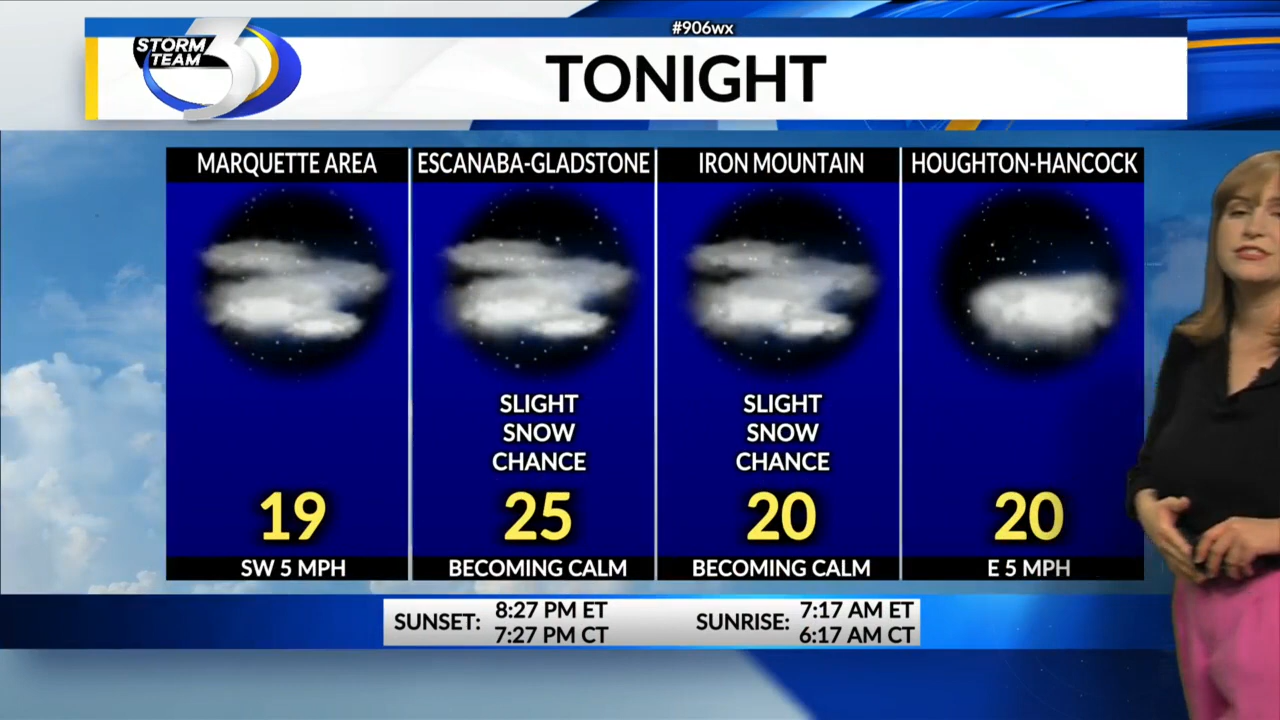 #906wx
STORM
TEAM
3
TONIGHT
MARQUETTE AREA
19
SW 5 MPH
ESCANABA-GLADSTONE
SLIGHT
SNOW
CHANCE
25
BECOMING CALM
IRON MOUNTAIN
SLIGHT
SNOW
CHANCE
20
BECOMING CALM
HOUGHTON-HANCOCK
20
E 5 MPH
SUNSET:
8:27 PM ET
7:27 PM CT
SUNRISE:
7:17 AM ET
6:17 AM CT